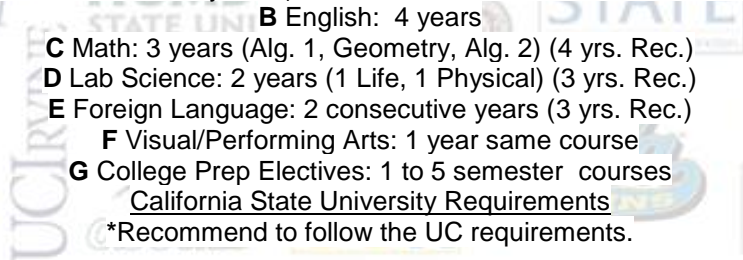 B English: 4 years
C Math: 3 years (Alg. 1, Geometry, Alg. 2) (4 yrs. Rec.)
D Lab Science: 2 years (1 Life, 1 Physical) (3 yrs. Rec.)
E Foreign Language: 2 consecutive years (3 yrs. Rec.)
F Visual/Performing Arts: 1 year same course
G College Prep Electives: 1 to 5 semester courses
California State University Requirements
*Recommend to follow the UC requirements.
UCIRVINE
STATE